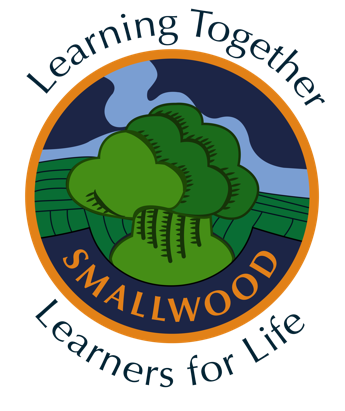 Learning Together
SMALLWOOD
Learners for Life